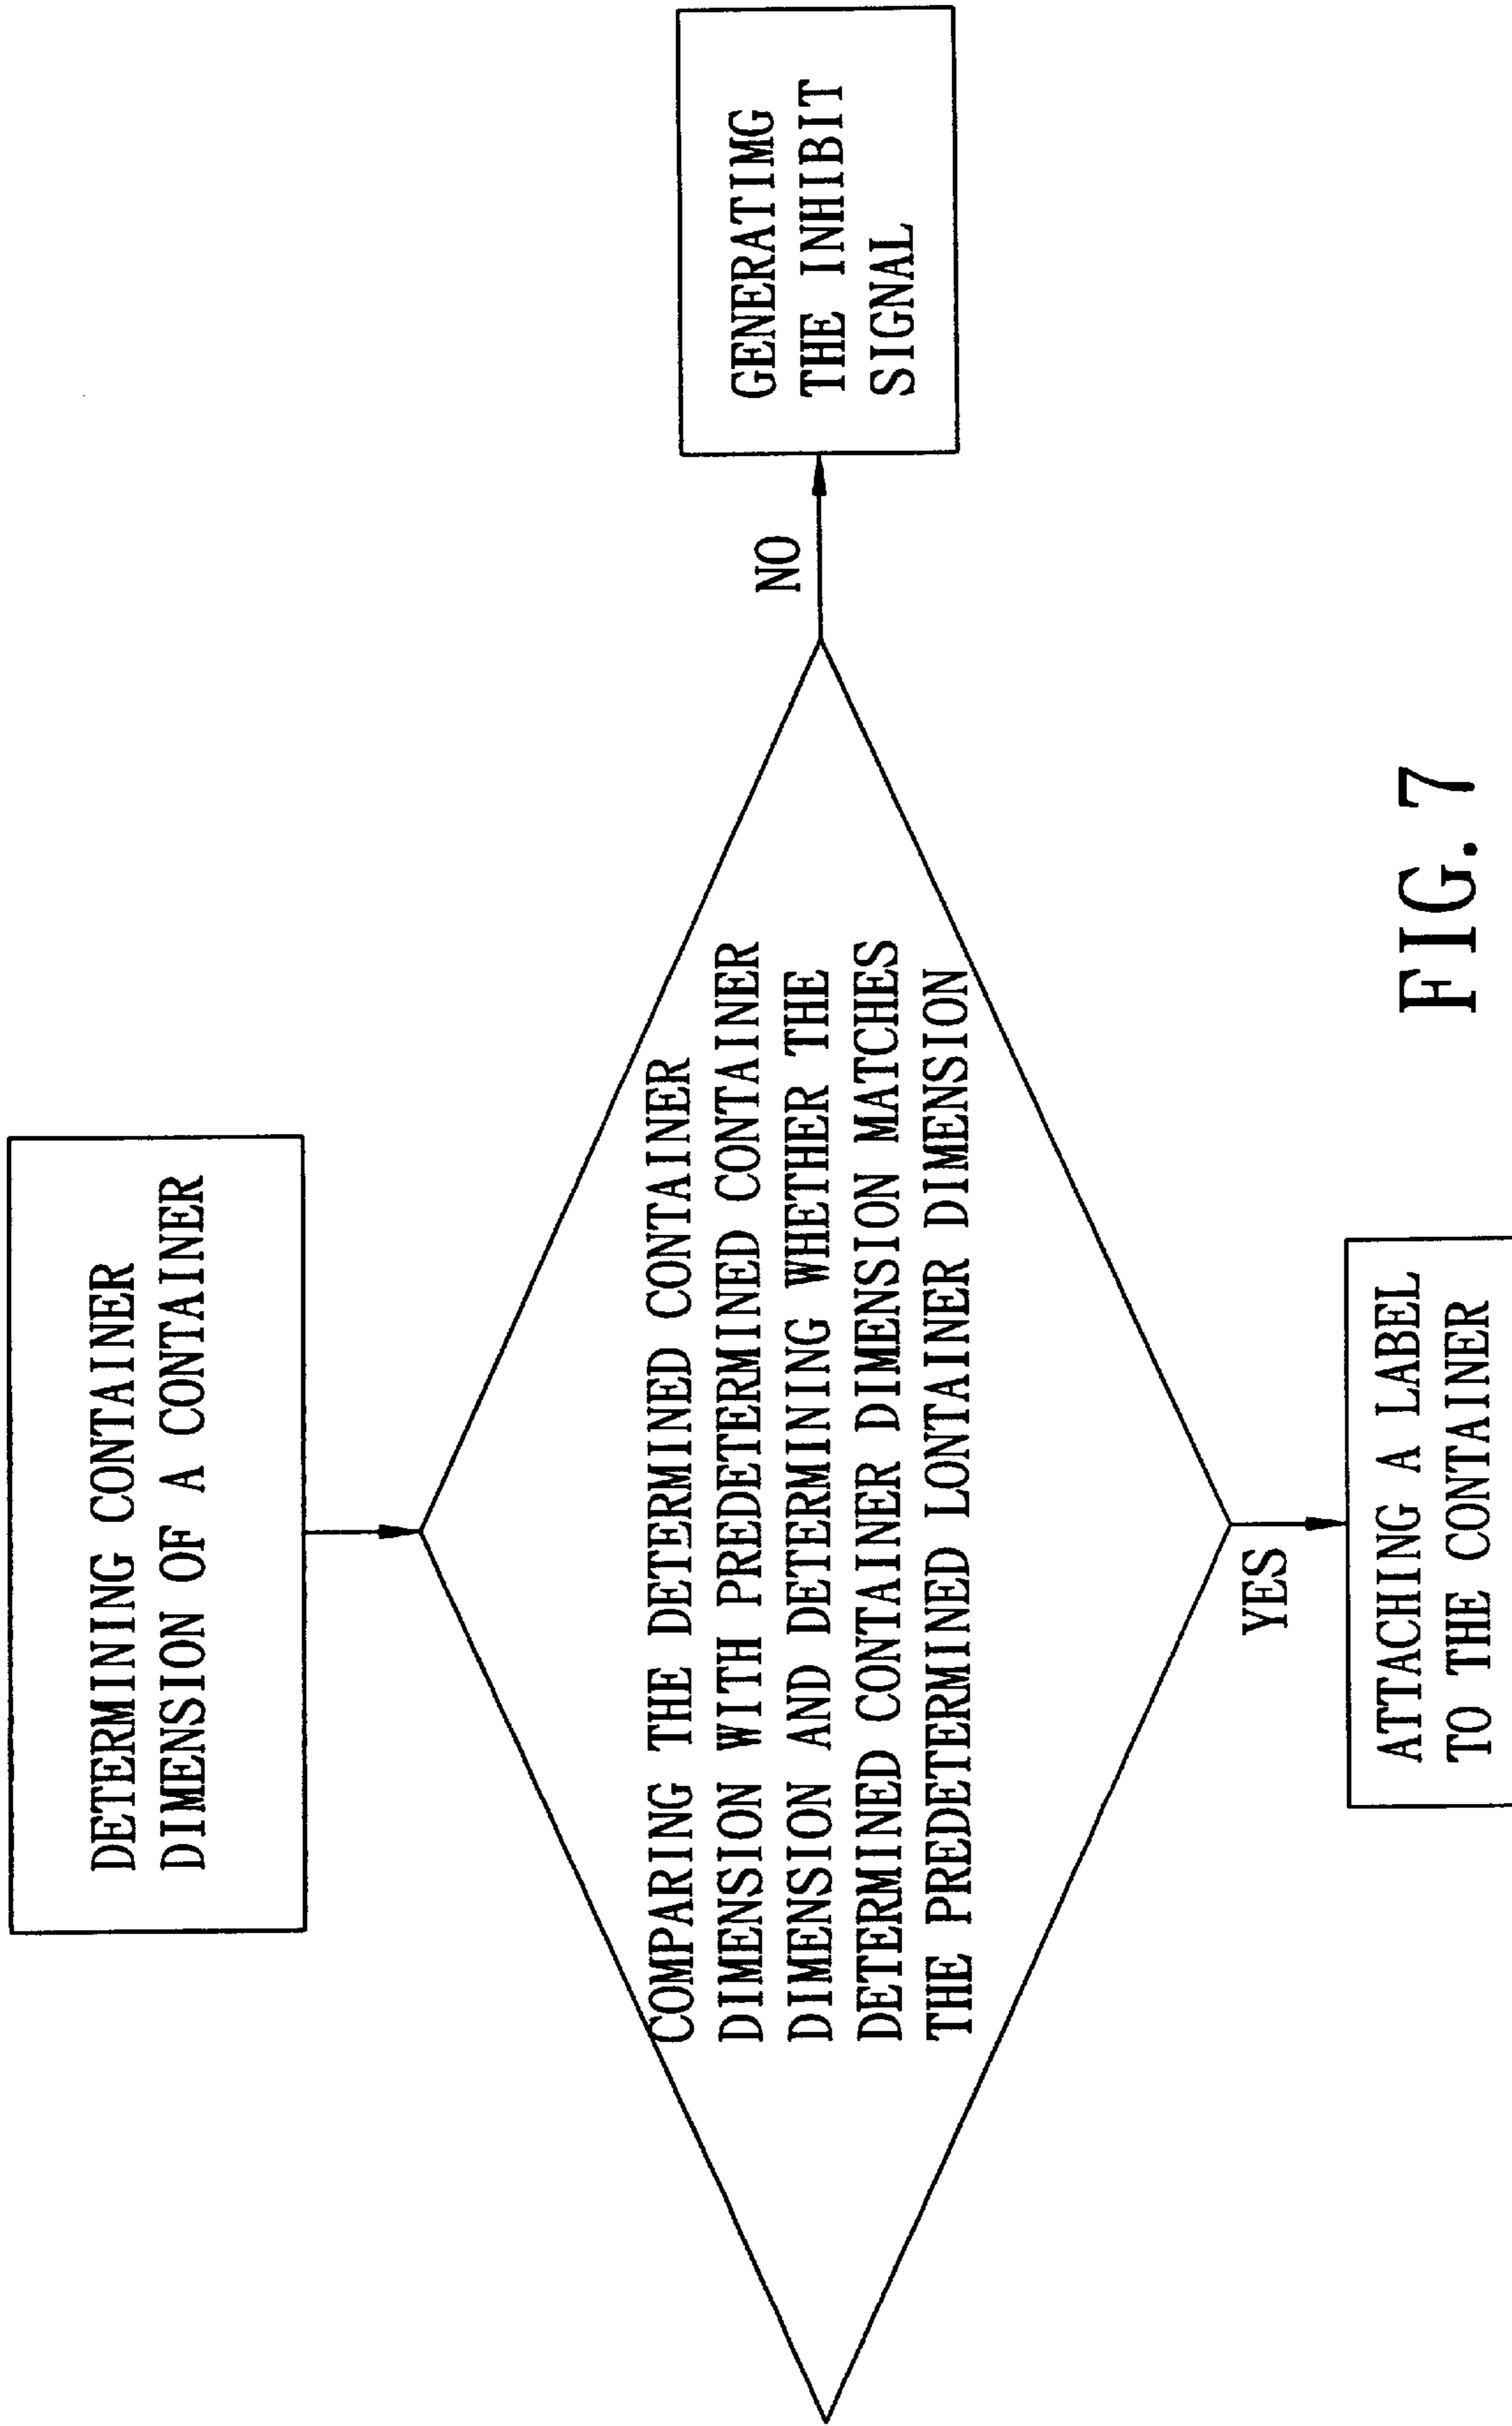 DETERMINING CONTAINER
DIMENSION OF A CONTAINER
COMPARING THE DETERMINED CONTAINER
DIMENSION WITH PREDETERMINED CONTAINER
DIMENSION AND DETERMINING WHETHER THE
DETERMINED CONTAINER DIMENSION MATCHES
THE PREDETERMINED LONTAINER DIMENSION
NO
GENERATIMG
THE INHIBIT
SIGNAL
YES
ATTACHING A LABEL
TO THE CONTAINER
FIG. 7